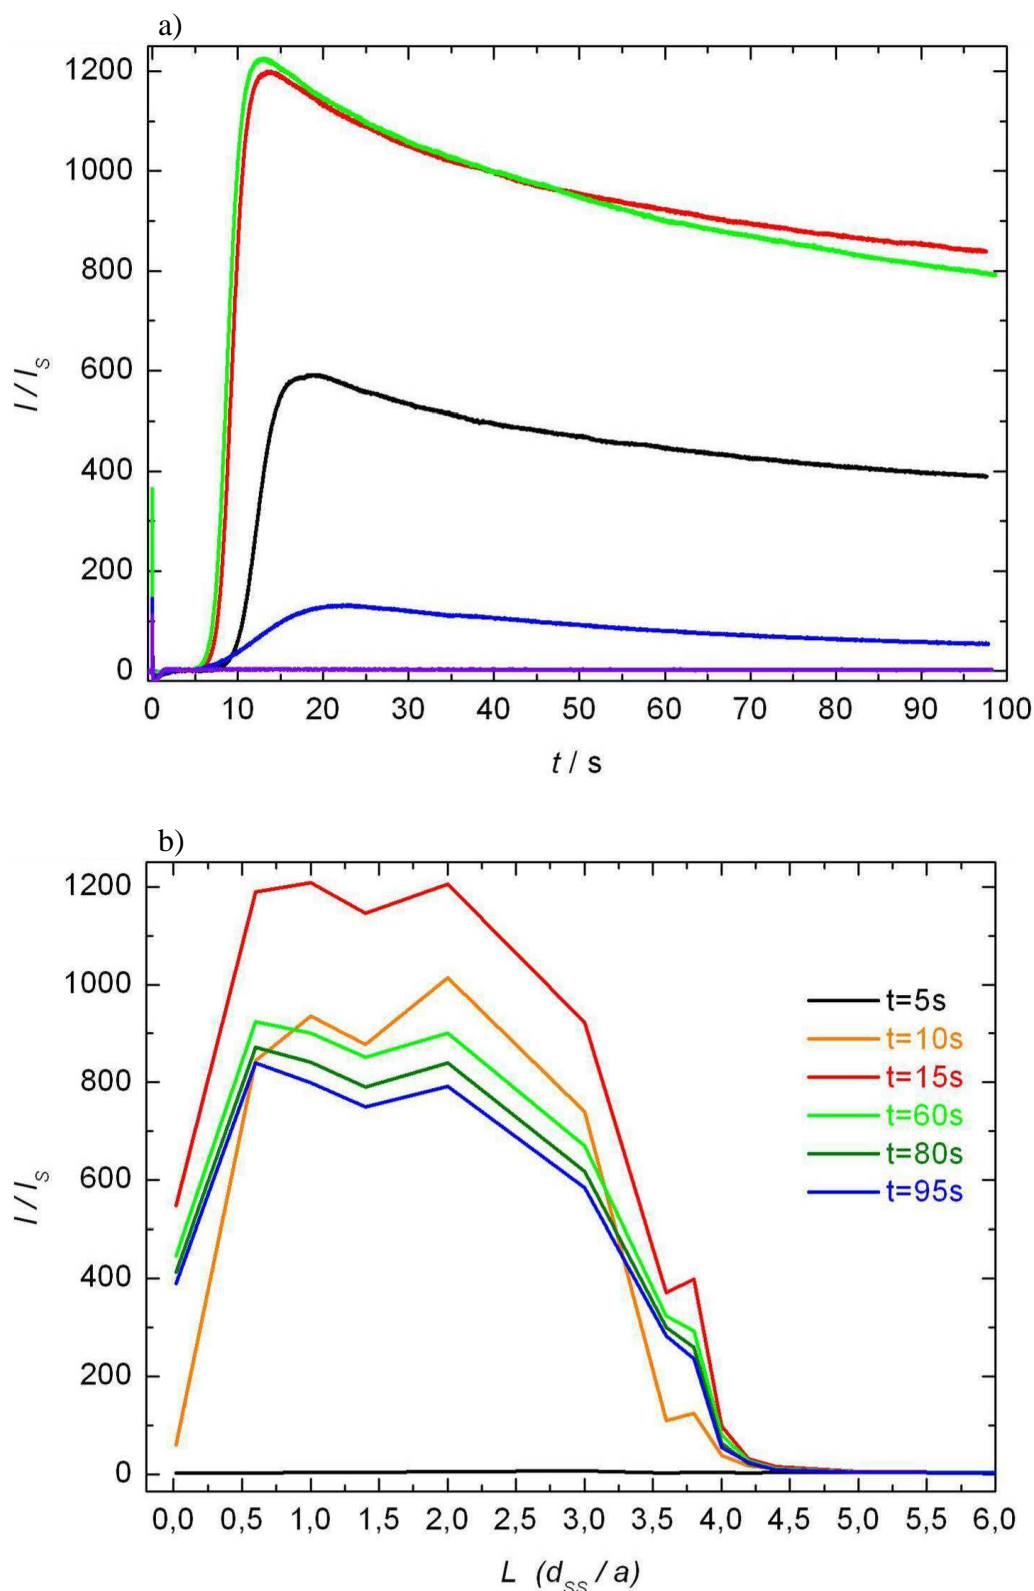 a)
1200
1000
800
600
400
200
0
I / I_S
0 10 20 30 40 50 60 70 80 90 100
t / s
b)
1200
1000
800
600
400
200
0
I / I_S
t=5s
t=10s
t=15s
t=60s
t=80s
t=95s
0,0 0,5 1,0 1,5 2,0 2,5 3,0 3,5 4,0 4,5 5,0 5,5 6,0
L (d_SS / a)